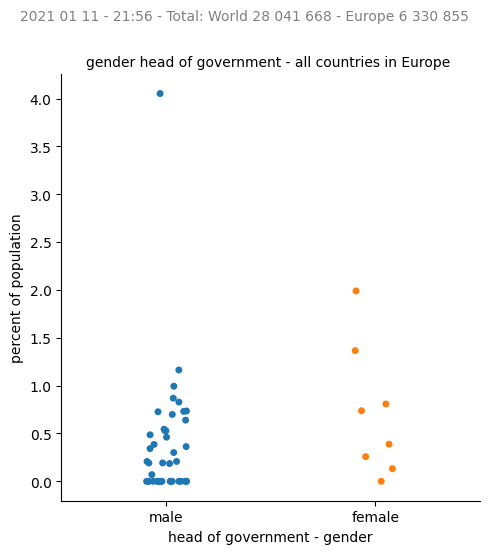 2021 01 11 - 21:56 - Total: World 28 041 668 - Europe 6 330 855
gender head of government - all countries in Europe
4.0
3.5
3.0
2.5
2.0
1.5
1.0
0.5
0.0
percent of population
male
female
head of government - gender